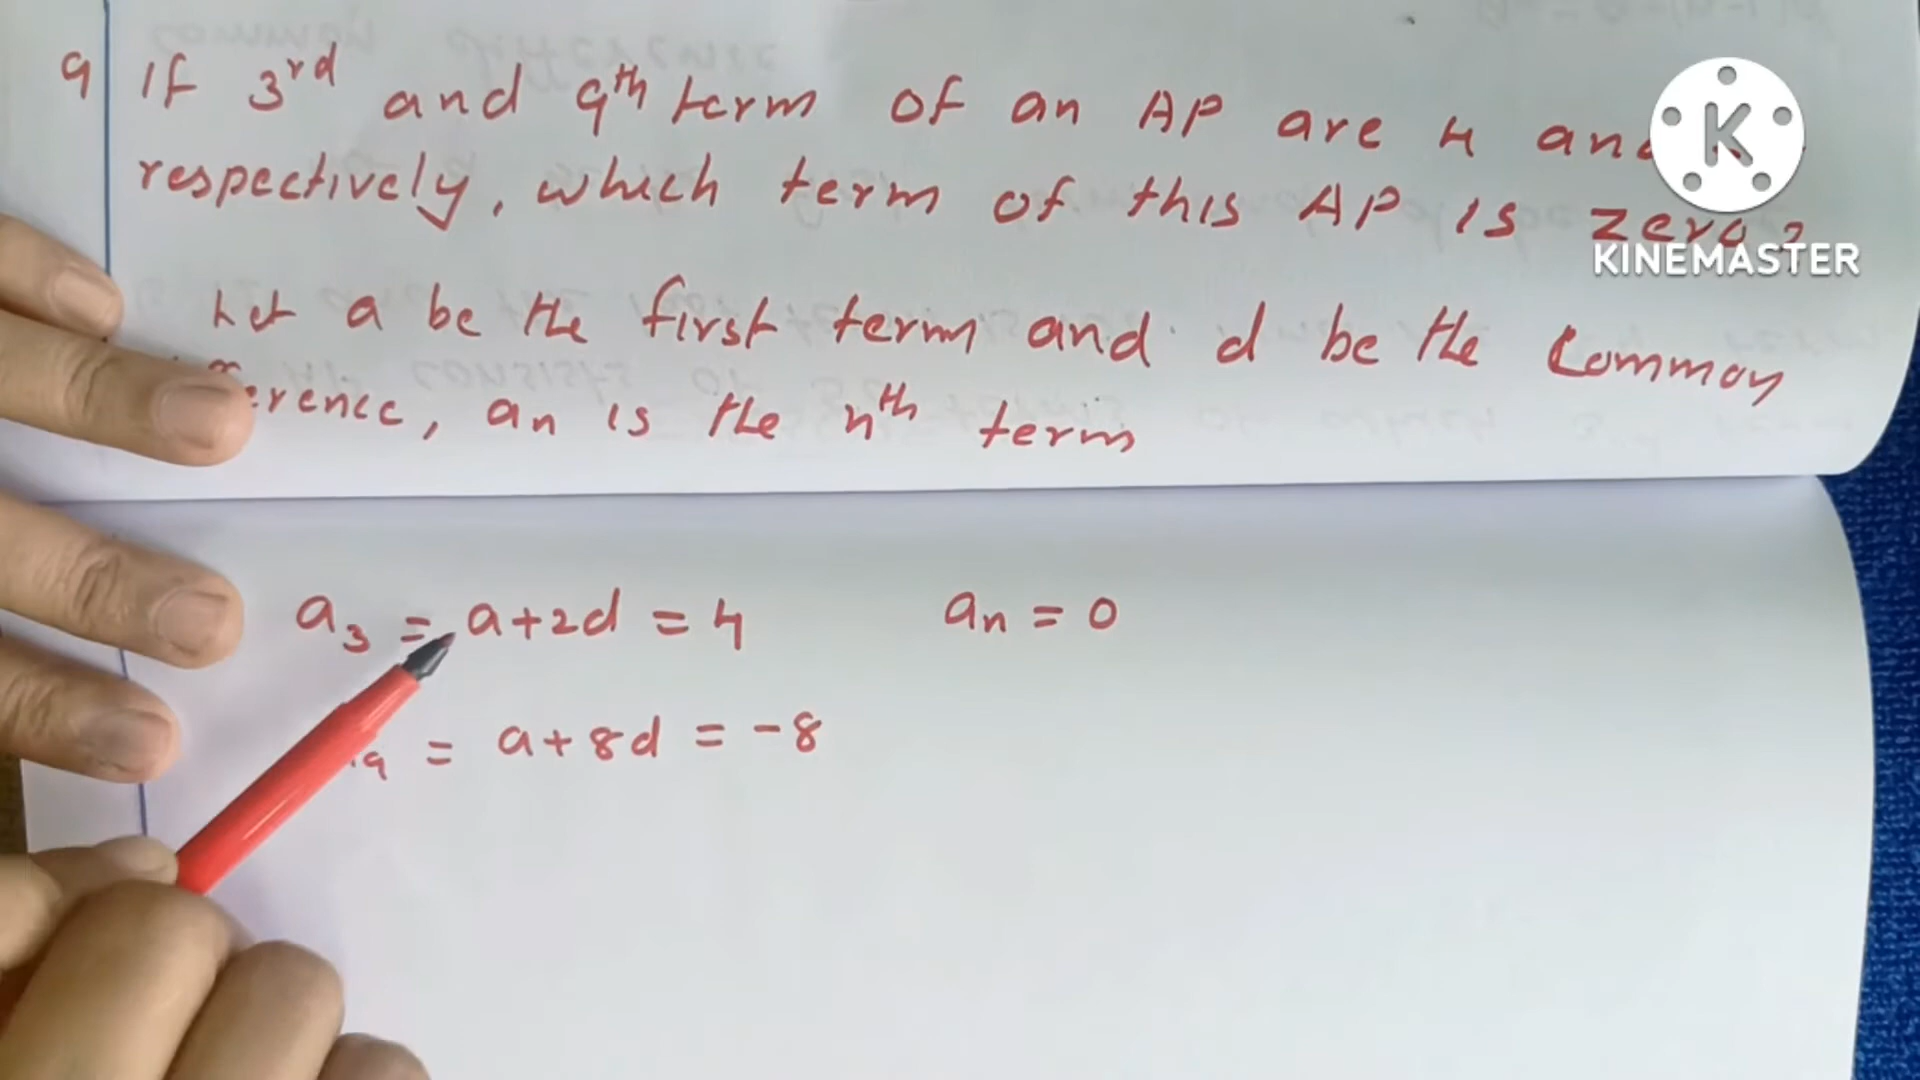 9 If 3rd and 9th term of an AP are 4 and
respectively, which term of this AP is zero?
Let a be the first term and d be the Common
an is the nth term
a3 = a+2d = 4
an = 0
9 = a+8d = -8
K
KINEMASTER